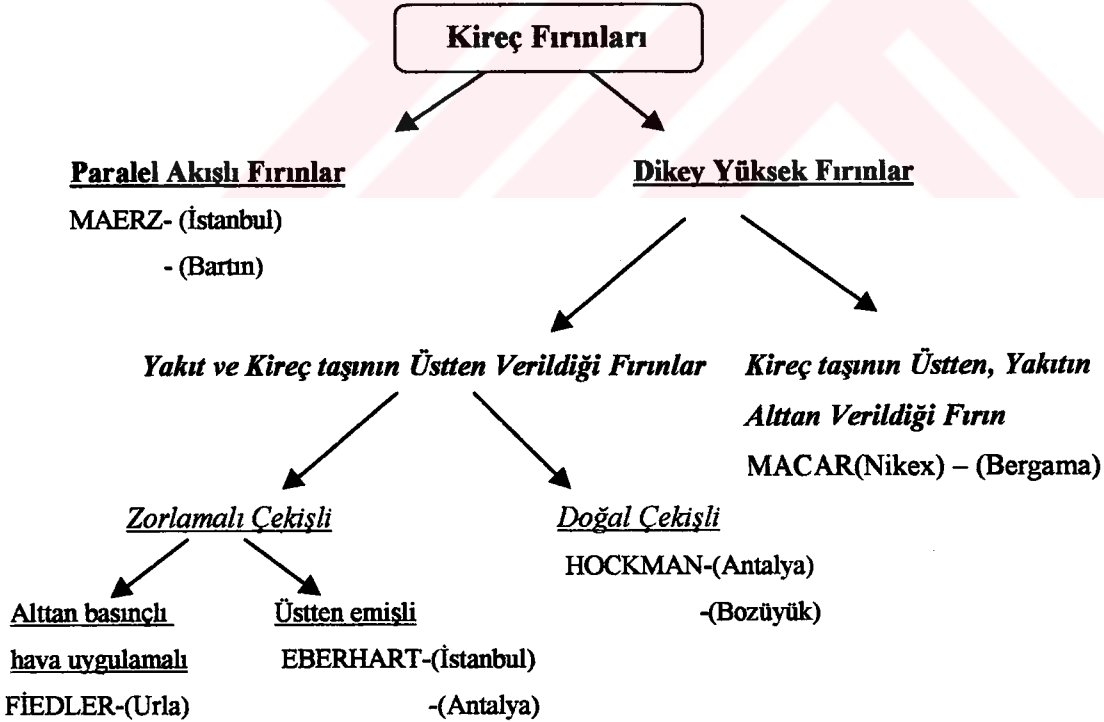 Kireç Fırınları
Paralel Akışlı Fırınlar
MAERZ- (İstanbul)
- (Bartın)
Dikey Yüksek Fırınlar
Yakıt ve Kireç taşının Üstten Verildiği Fırınlar
Kireç taşının Üstten, Yakıtın
Alttan Verildiği Fırın
MACAR(Nikex) – (Bergama)
Zorlamalı Çekişli
Doğal Çekişli
HOCKMAN-(Antalya)
-(Bozüyük)
Alttan basınçlı
hava uygulamalı
FİEDLER-(Urla)
Üstten emişli
EBERHART-(İstanbul)
-(Antalya)